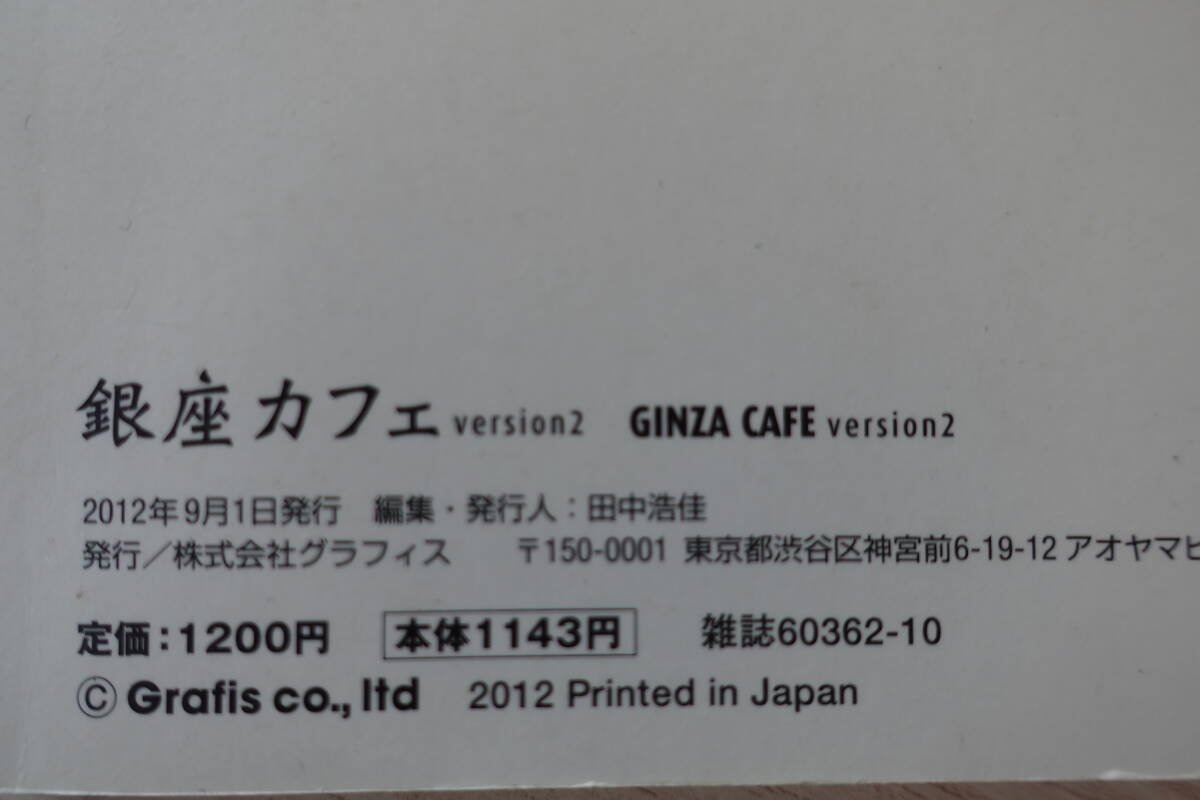 銀座カフェ version2　GINZA CAFE version2
2012年9月1日発行　編集・発行人：田中浩佳
発行／株式会社グラフィス　〒150-0001 東京都渋谷区神宮前6-19-12 アオヤマビ
定価：1200円　本体1143円　雑誌60362-10
© Grafis co., ltd　2012 Printed in Japan